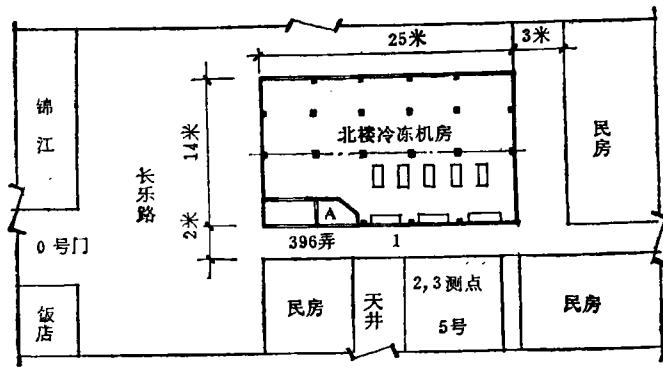 25米
3米
锦江
14米
北楼冷冻机房
民房
长乐路
A
2米
396弄
1
0号门
饭店
民房
天井
2,3测点
5号
民房